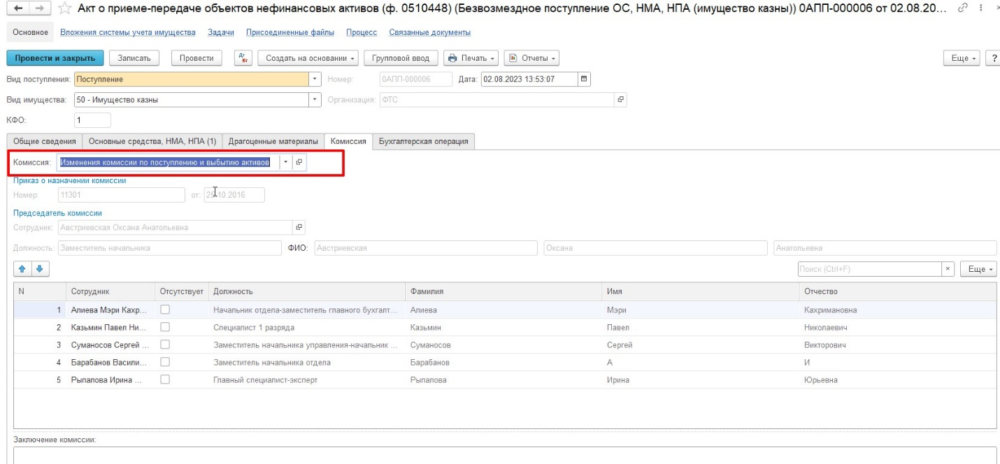 Акт о приеме-передаче объектов нефинансовых активов (ф. 0510448) (Безвозмездное поступление ОС, НМА, НПА (имущество казны)) 0АПП-000006 от 02.08.20...
Основное Вложения системы учета имущества Задачи Присоединенные файлы Процесс Связанные документы
Провести и закрыть Записать Провести Дт Кт Создать на основании Групповой ввод Печать Отчеты Еще ?
Вид поступления: Поступление Номер: 0АПП-000006 Дата: 02.08.2023 13:53:07
Вид имущества: 50 - Имущество казны Организация: ФТС
КФО: 1
Общие сведения Основные средства, НМА, НПА (1) Драгоценные материалы Комиссия Бухгалтерская операция
Комиссия: Изменения комиссии по поступлению и выбытию активов
Приказ о назначении комиссии
Номер: 11301 от: 10.2016
Председатель комиссии
Сотрудник: Австриевская Оксана Анатольевна
Должность: Заместитель начальника ФИО: Австриевская Оксана Анатольевна
Поиск (Ctrl+F) × Еще
N Сотрудник Отсутствует Должность Фамилия Имя Отчество
1 Алиева Мэри Кахр... Начальник отдела-заместитель главного бухгалт... Алиева Мэри Кахримановна
2 Казьмин Павел Ни... Специалист 1 разряда Казьмин Павел Николаевич
3 Суманосов Сергей ... Заместитель начальника управления-начальник ... Суманосов Сергей Викторович
4 Барабанов Васили... Заместитель начальника отдела Барабанов А И
5 Рыпалова Ирина ... Главный специалист-эксперт Рыпалова Ирина Юрьевна
Заключение комиссии: